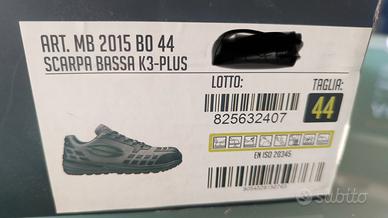 ART. MB 2015 BO 44
SCARPA BASSA K3-PLUS
LOTTO:
TAGLIA:
825632407
44
EN ISO 20345
subito